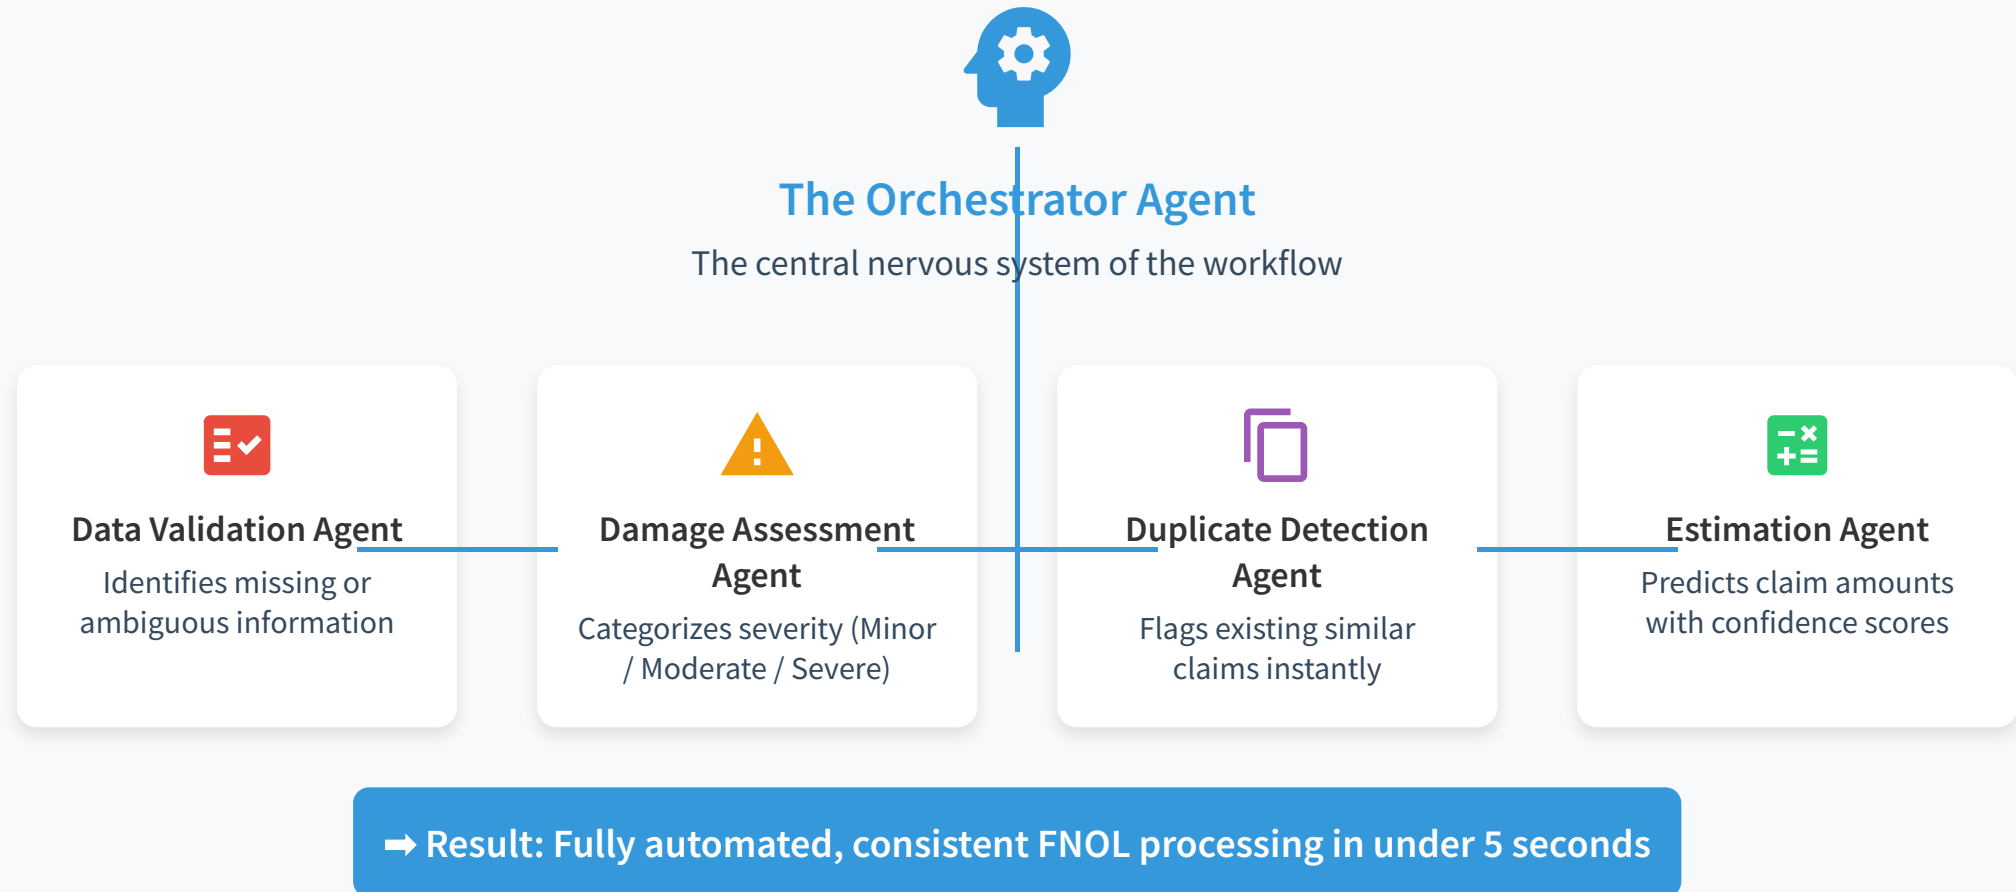 The Orchestrator Agent
The central nervous system of the workflow
Data Validation Agent
Identifies missing or
ambiguous information
Damage Assessment
Agent
Categorizes severity (Minor
/ Moderate / Severe)
Duplicate Detection
Agent
Flags existing similar
claims instantly
Estimation Agent
Predicts claim amounts
with confidence scores
➡ Result: Fully automated, consistent FNOL processing in under 5 seconds